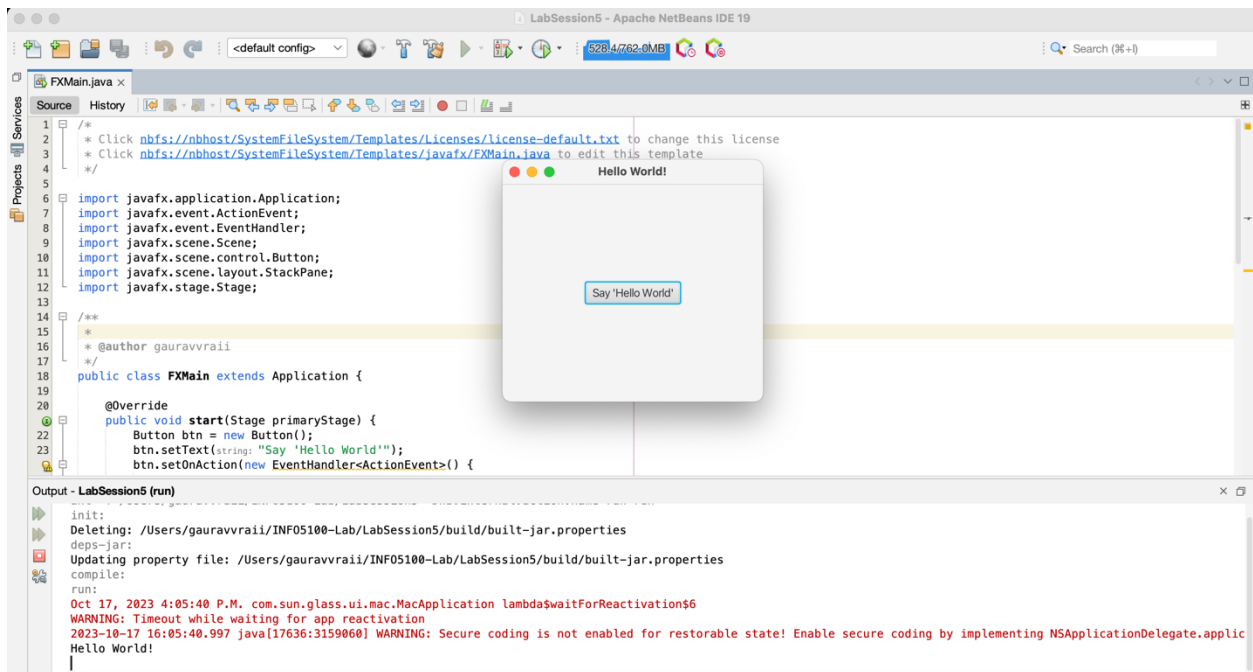 LabSession5 - Apache NetBeans IDE 19
<default config>
528.4/762.0MB
Search (⌘+I)
FXMain.java ×
Source History
Services
Projects
1 /*
2 * Click nbfs://nbhost/SystemFileSystem/Templates/Licenses/license-default.txt to change this license
3 * Click nbfs://nbhost/SystemFileSystem/Templates/javafx/FXMain.java to edit this template
4 */
5
6 import javafx.application.Application;
7 import javafx.event.ActionEvent;
8 import javafx.event.EventHandler;
9 import javafx.scene.Scene;
10 import javafx.scene.control.Button;
11 import javafx.scene.layout.StackPane;
12 import javafx.stage.Stage;
13
14 /**
15 *
16 * @author gauravvraii
17 */
18 public class FXMain extends Application {
19
20 @Override
public void start(Stage primaryStage) {
22 Button btn = new Button();
23 btn.setText(string: "Say 'Hello World'");
btn.setOnAction(new EventHandler<ActionEvent>() {
Hello World!
Say 'Hello World'
Output - LabSession5 (run)
init:
Deleting: /Users/gauravvraii/INFO5100-Lab/LabSession5/build/built-jar.properties
deps-jar:
Updating property file: /Users/gauravvraii/INFO5100-Lab/LabSession5/build/built-jar.properties
compile:
run:
Oct 17, 2023 4:05:40 P.M. com.sun.glass.ui.mac.MacApplication lambda$waitForReactivation$6
WARNING: Timeout while waiting for app reactivation
2023-10-17 16:05:40.997 java[17636:3159060] WARNING: Secure coding is not enabled for restorable state! Enable secure coding by implementing NSApplicationDelegate.applic
Hello World!